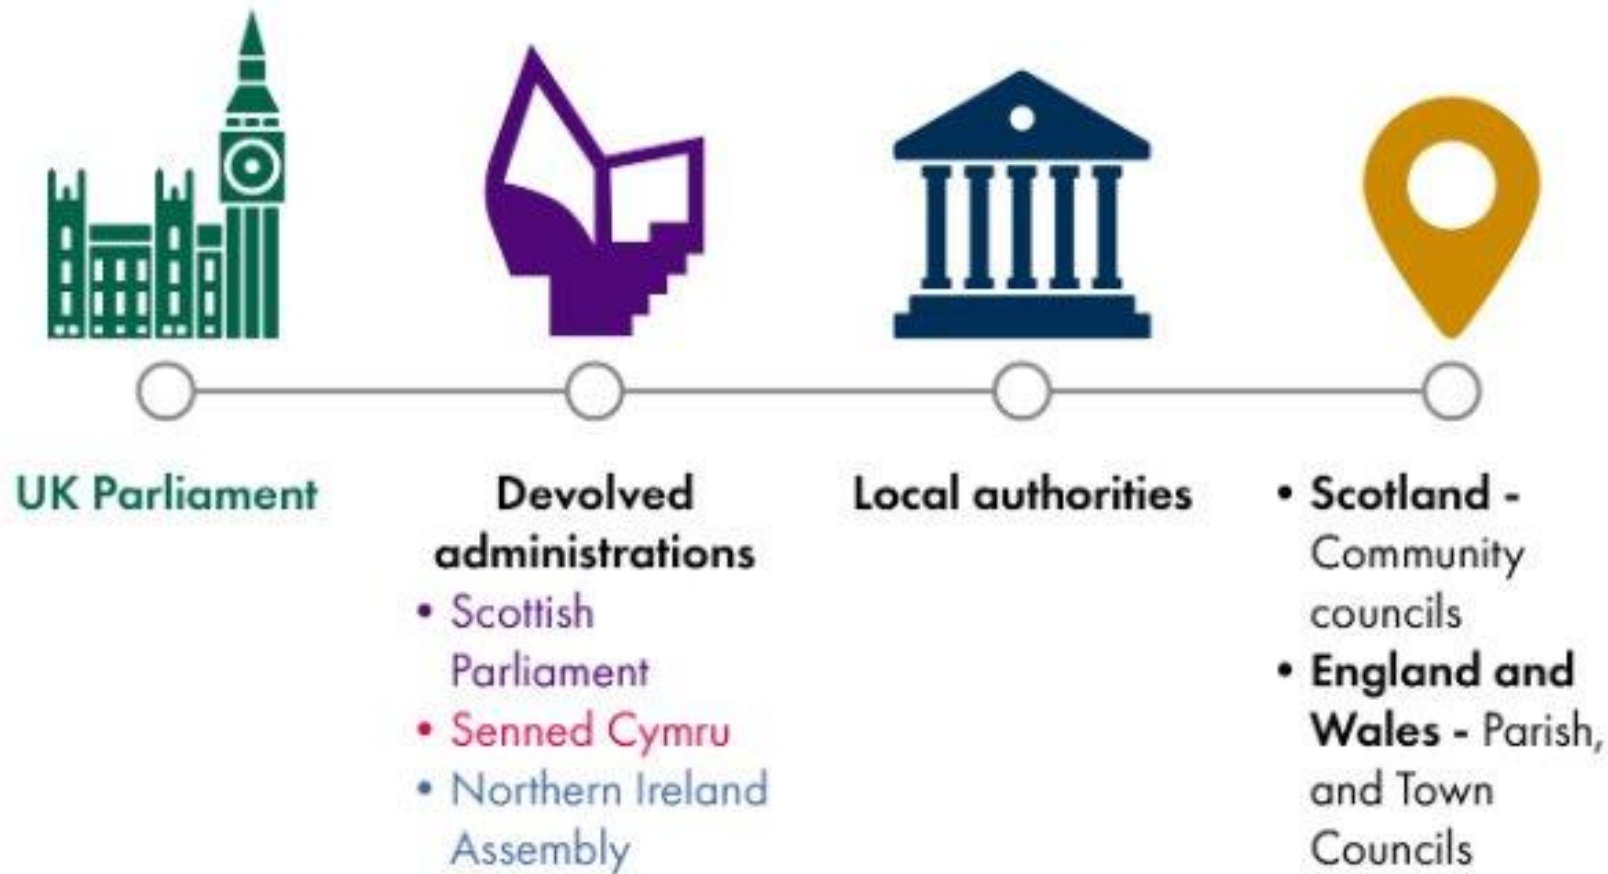 UK Parliament
Devolved
administrations
• Scottish
Parliament
• Senned Cymru
• Northern Ireland
Assembly
Local authorities
• Scotland -
Community
councils
• England and
Wales - Parish,
and Town
Councils